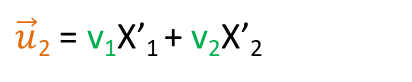 u⃗₂ = v₁X’₁ + v₂X’₂